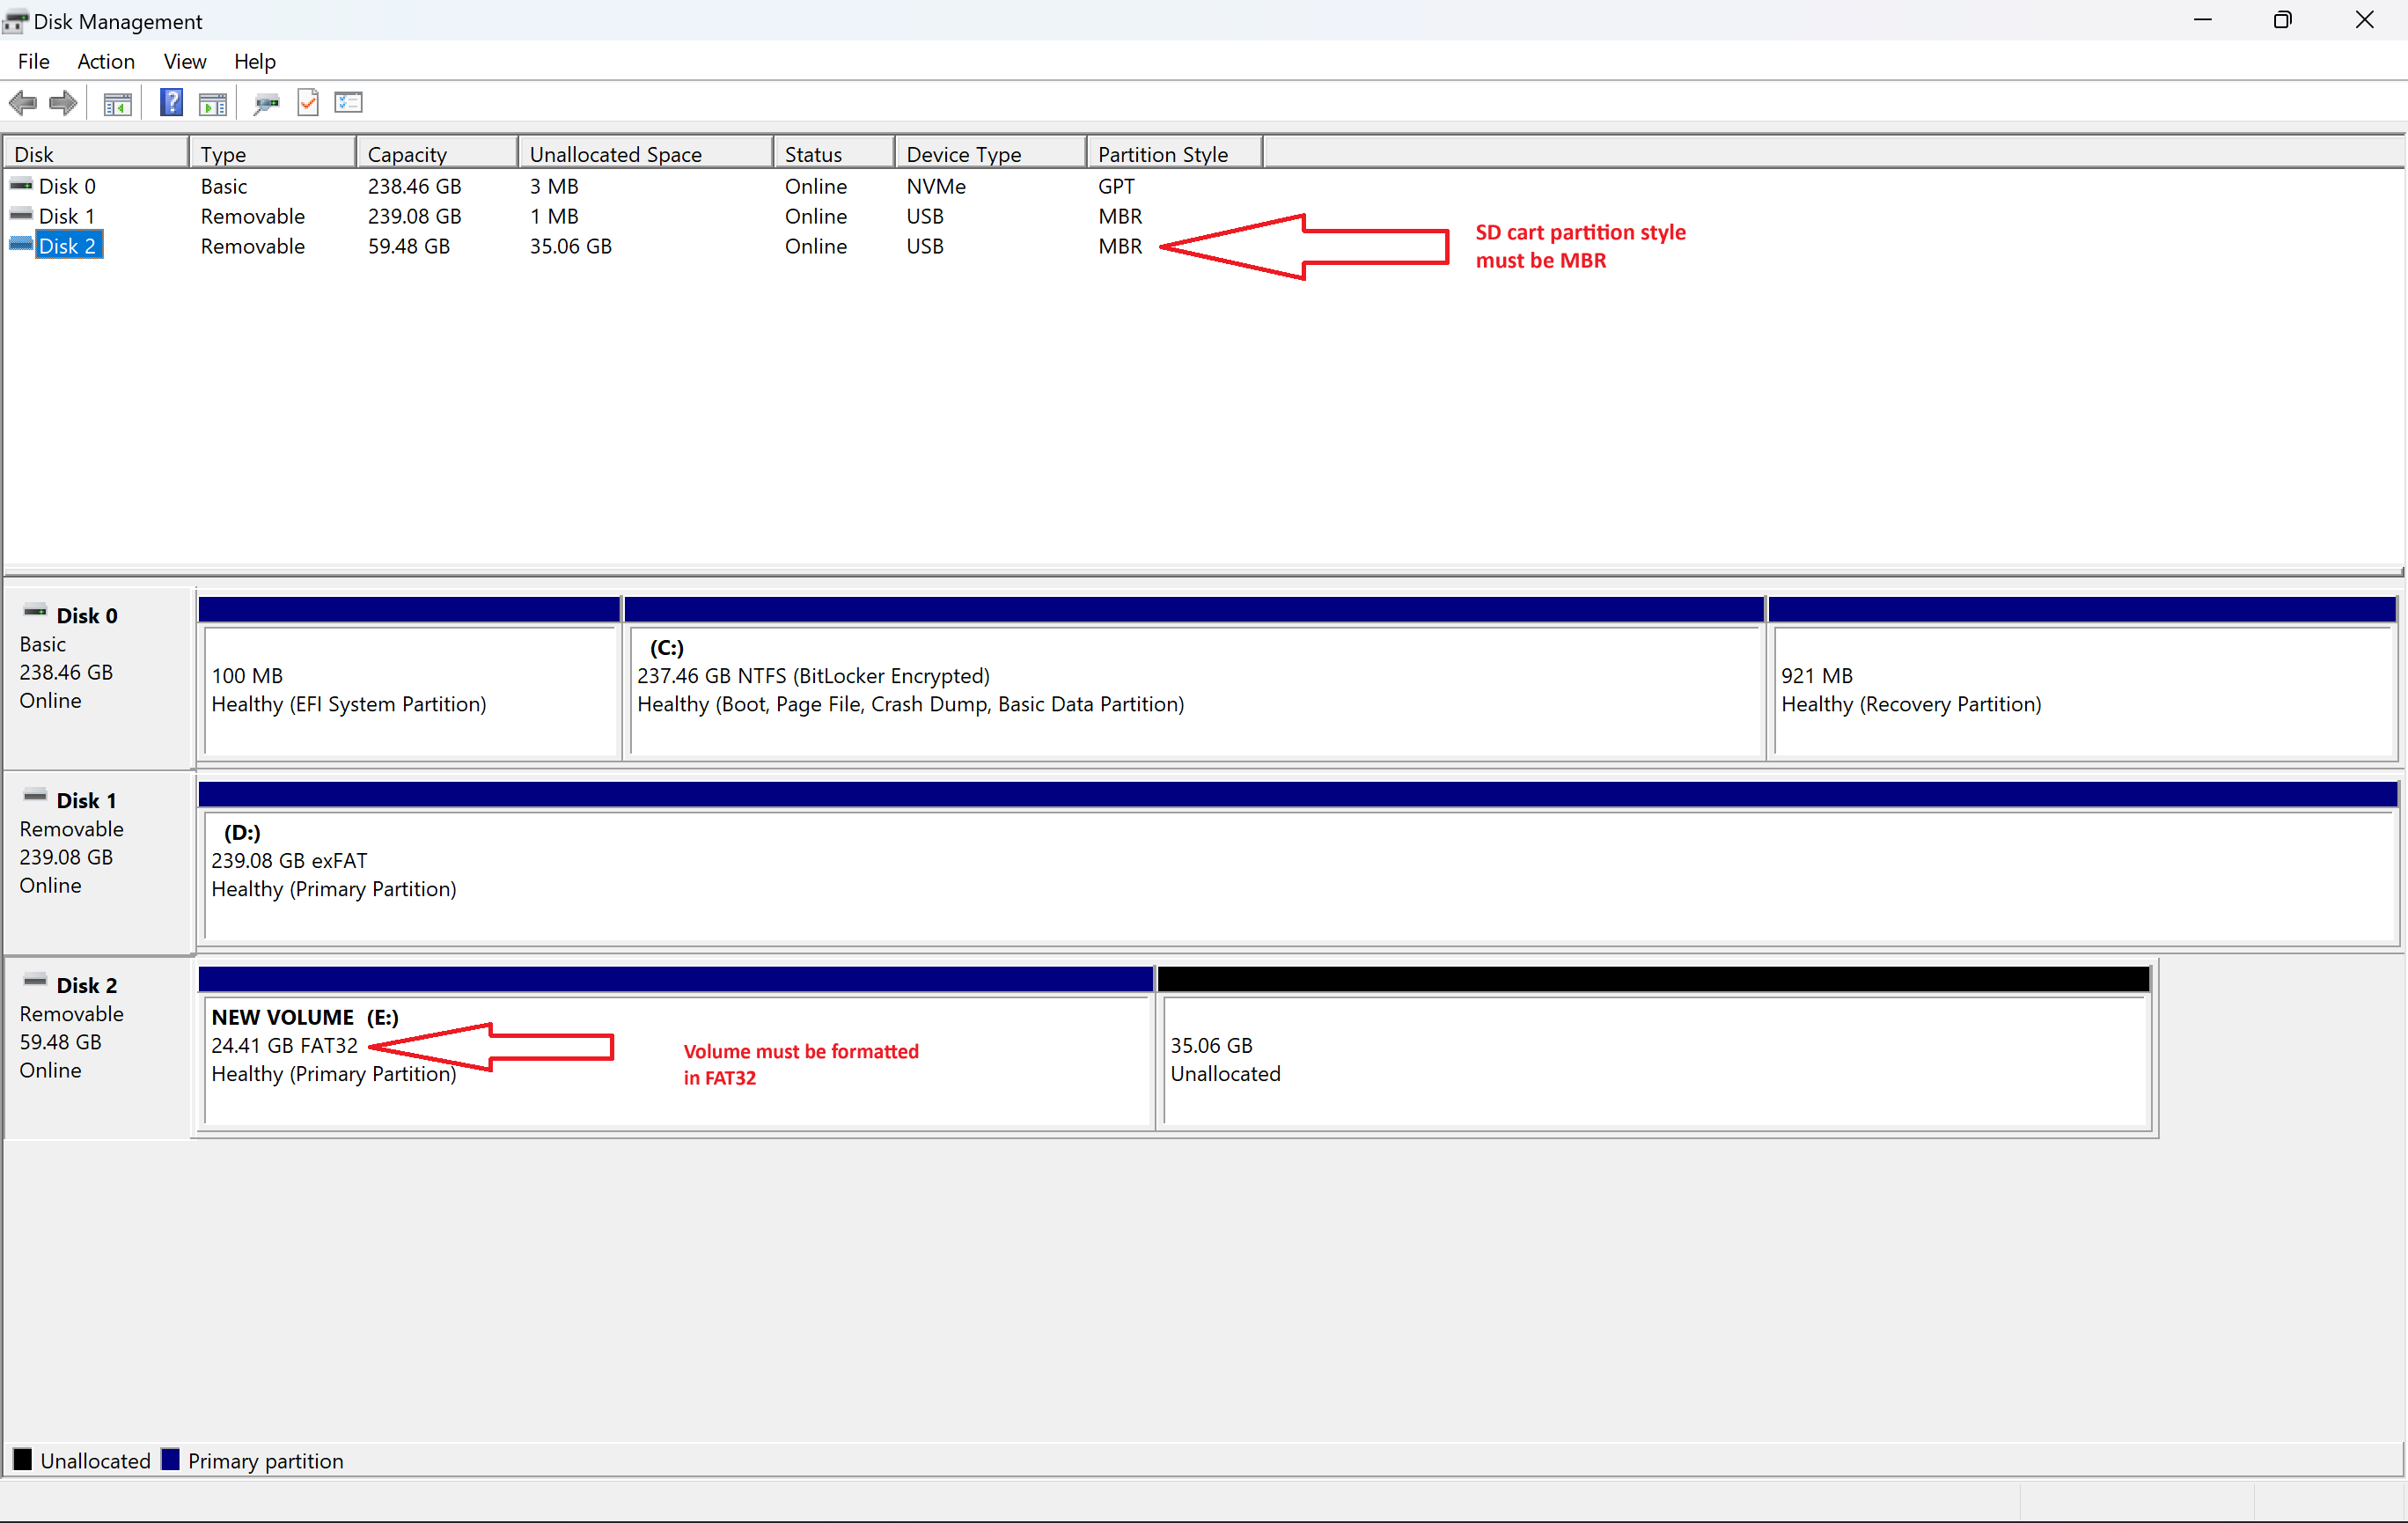 Disk Management
File Action View Help
Disk Type Capacity Unallocated Space Status Device Type Partition Style
Disk 0 Basic 238.46 GB 3 MB Online NVMe GPT
Disk 1 Removable 239.08 GB 1 MB Online USB MBR
Disk 2 Removable 59.48 GB 35.06 GB Online USB MBR
SD cart partition style
must be MBR
Disk 0
Basic
238.46 GB
Online
100 MB
Healthy (EFI System Partition)
(C:)
237.46 GB NTFS (BitLocker Encrypted)
Healthy (Boot, Page File, Crash Dump, Basic Data Partition)
921 MB
Healthy (Recovery Partition)
Disk 1
Removable
239.08 GB
Online
(D:)
239.08 GB exFAT
Healthy (Primary Partition)
Disk 2
Removable
59.48 GB
Online
NEW VOLUME (E:)
24.41 GB FAT32
Healthy (Primary Partition)
Volume must be formatted
in FAT32
35.06 GB
Unallocated
Unallocated Primary partition